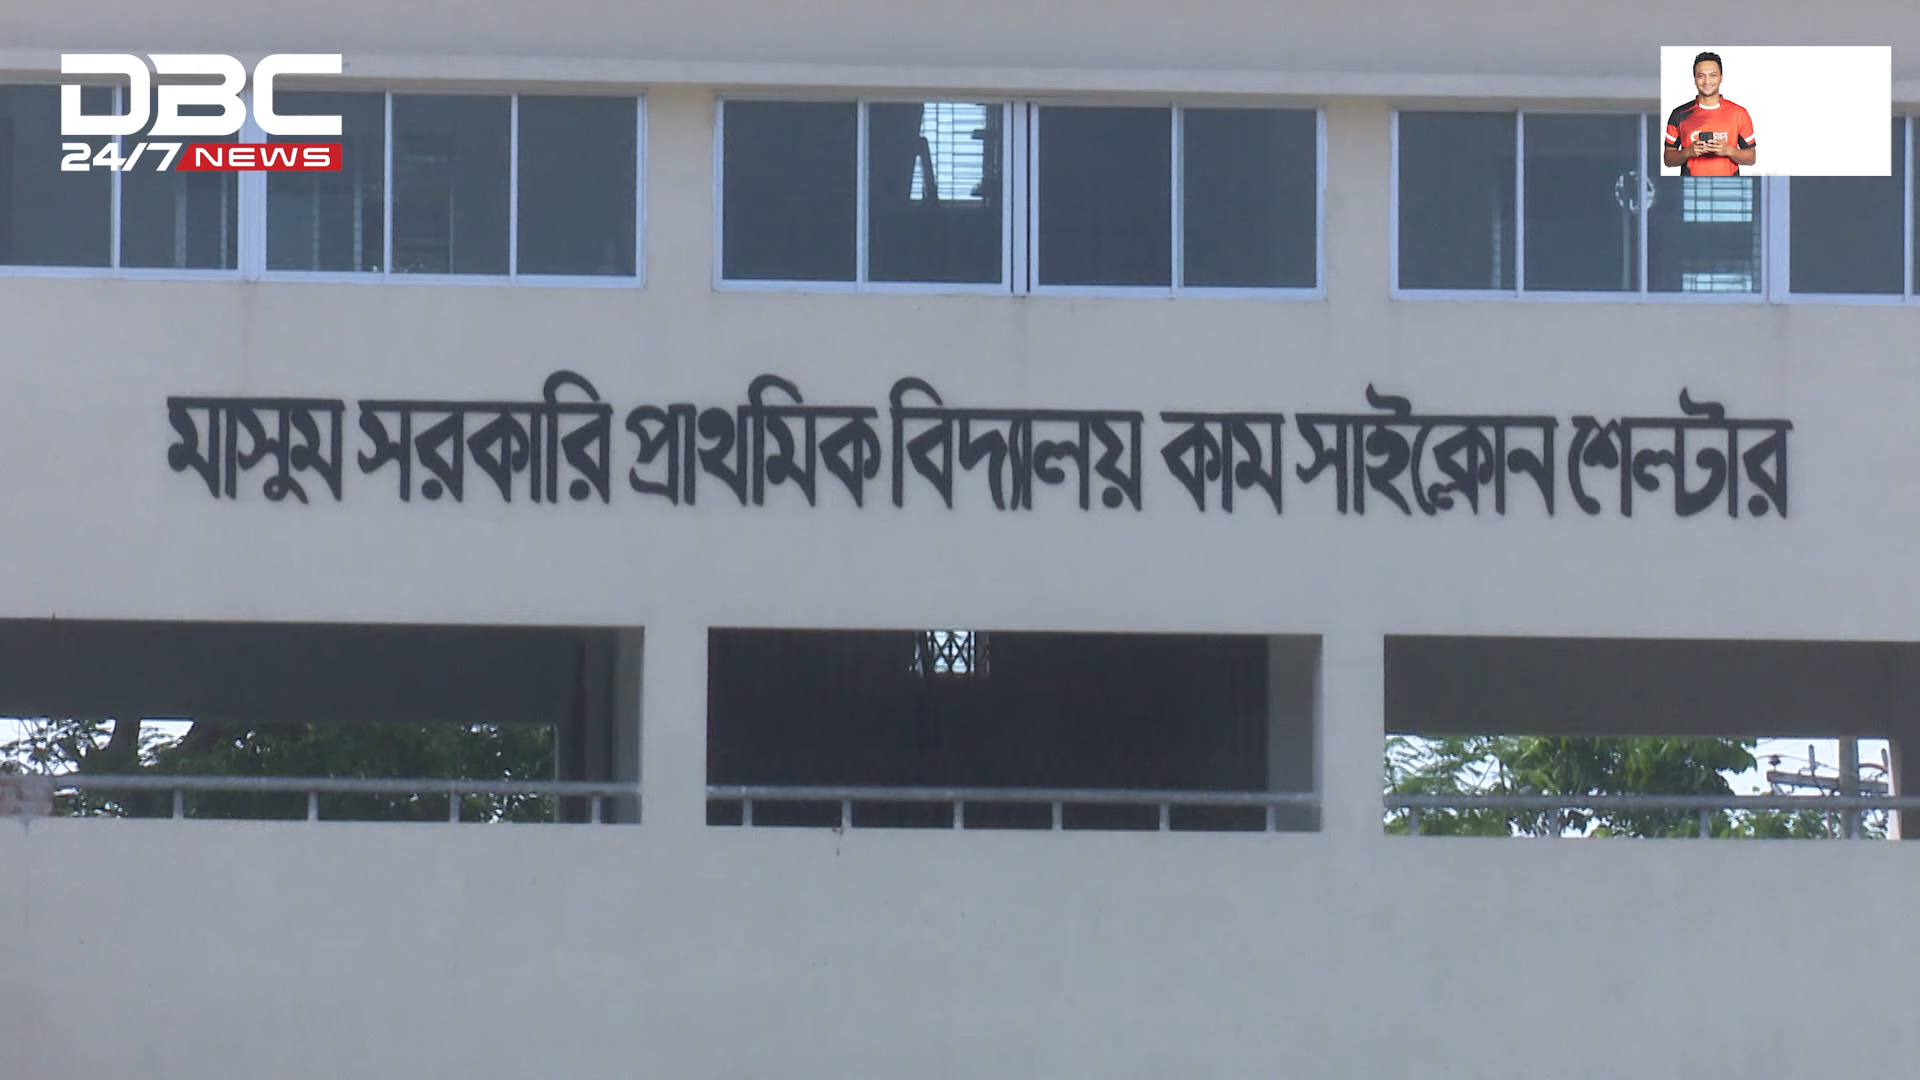 DBC
24/7 NEWS
মাসুম সরকারি প্রাথমিক বিদ্যালয় কাম সাইক্লোন শেল্টার